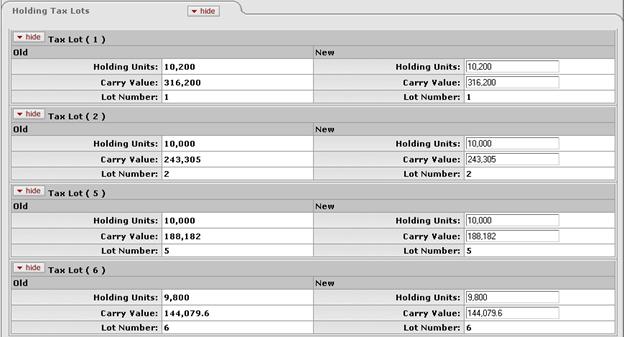 Holding Tax Lots hide
hide Tax Lot ( 1 )
Old New
Holding Units: 10,200 Holding Units: 10,200
Carry Value: 316,200 Carry Value: 316,200
Lot Number: 1 Lot Number: 1
hide Tax Lot ( 2 )
Old New
Holding Units: 10,000 Holding Units: 10,000
Carry Value: 243,305 Carry Value: 243,305
Lot Number: 2 Lot Number: 2
hide Tax Lot ( 5 )
Old New
Holding Units: 10,000 Holding Units: 10,000
Carry Value: 188,182 Carry Value: 188,182
Lot Number: 5 Lot Number: 5
hide Tax Lot ( 6 )
Old New
Holding Units: 9,800 Holding Units: 9,800
Carry Value: 144,079.6 Carry Value: 144,079.6
Lot Number: 6 Lot Number: 6